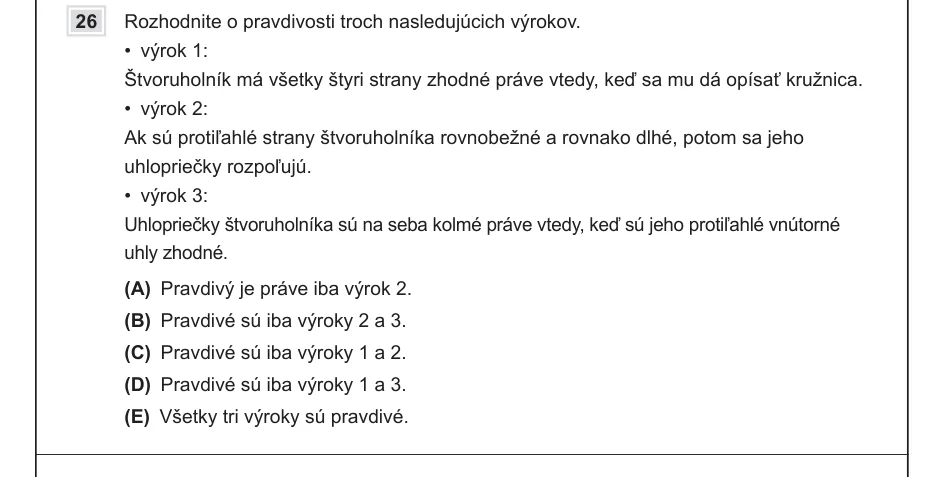 26 Rozhodnite o pravdivosti troch nasledujúcich výrokov.
• výrok 1:
Štvoruholník má všetky štyri strany zhodné práve vtedy, keď sa mu dá opísať kružnica.
• výrok 2:
Ak sú protiľahlé strany štvoruholníka rovnobežné a rovnako dlhé, potom sa jeho
uhlopriečky rozpoľujú.
• výrok 3:
Uhlopriečky štvoruholníka sú na seba kolmé práve vtedy, keď sú jeho protiľahlé vnútorné
uhly zhodné.
(A) Pravdivý je práve iba výrok 2.
(B) Pravdivé sú iba výroky 2 a 3.
(C) Pravdivé sú iba výroky 1 a 2.
(D) Pravdivé sú iba výroky 1 a 3.
(E) Všetky tri výroky sú pravdivé.